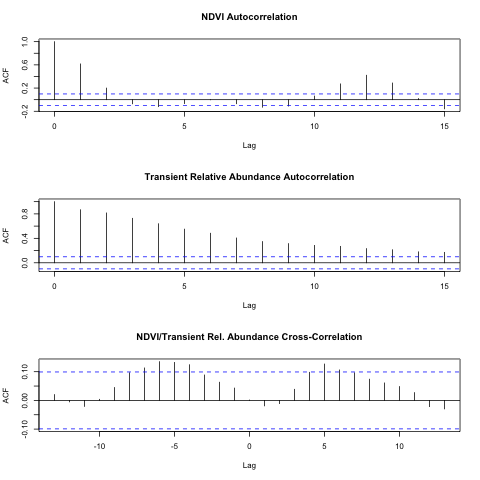 NDVI Autocorrelation
1.0
0.6
0.2
-0.2
ACF
0 5 10 15
Lag
Transient Relative Abundance Autocorrelation
0.8
0.4
0.0
ACF
0 5 10 15
Lag
NDVI/Transient Rel. Abundance Cross-Correlation
0.10
0.00
-0.10
ACF
-10 -5 0 5 10
Lag